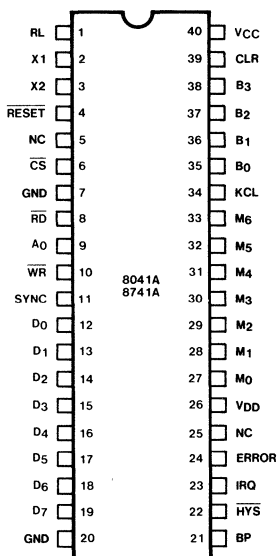 RL 1 40 VCC
X1 2 39 CLR
X2 3 38 B3
RESET 4 37 B2
NC 5 36 B1
CS 6 35 B0
GND 7 34 KCL
RD 8 33 M6
A0 9 32 M5
WR 10 31 M4
8041A
8741A
SYNC 11 30 M3
D0 12 29 M2
D1 13 28 M1
D2 14 27 M0
D3 15 26 VDD
D4 16 25 NC
D5 17 24 ERROR
D6 18 23 IRQ
D7 19 22 HYS
GND 20 21 BP